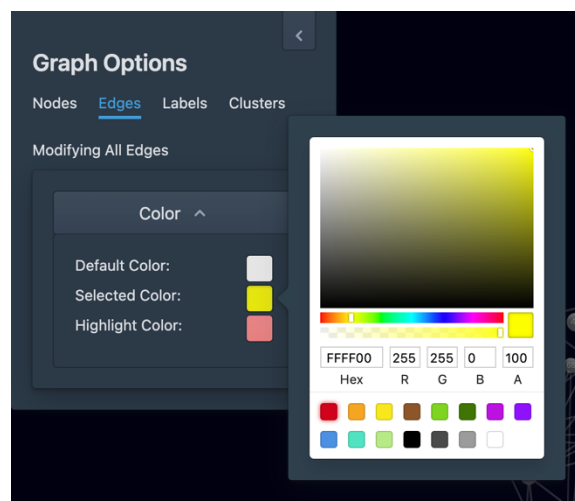 Graph Options
Nodes Edges Labels Clusters
Modifying All Edges
Color
Default Color:
Selected Color:
Highlight Color:
FFFF00 255 255 0 100
Hex R G B A